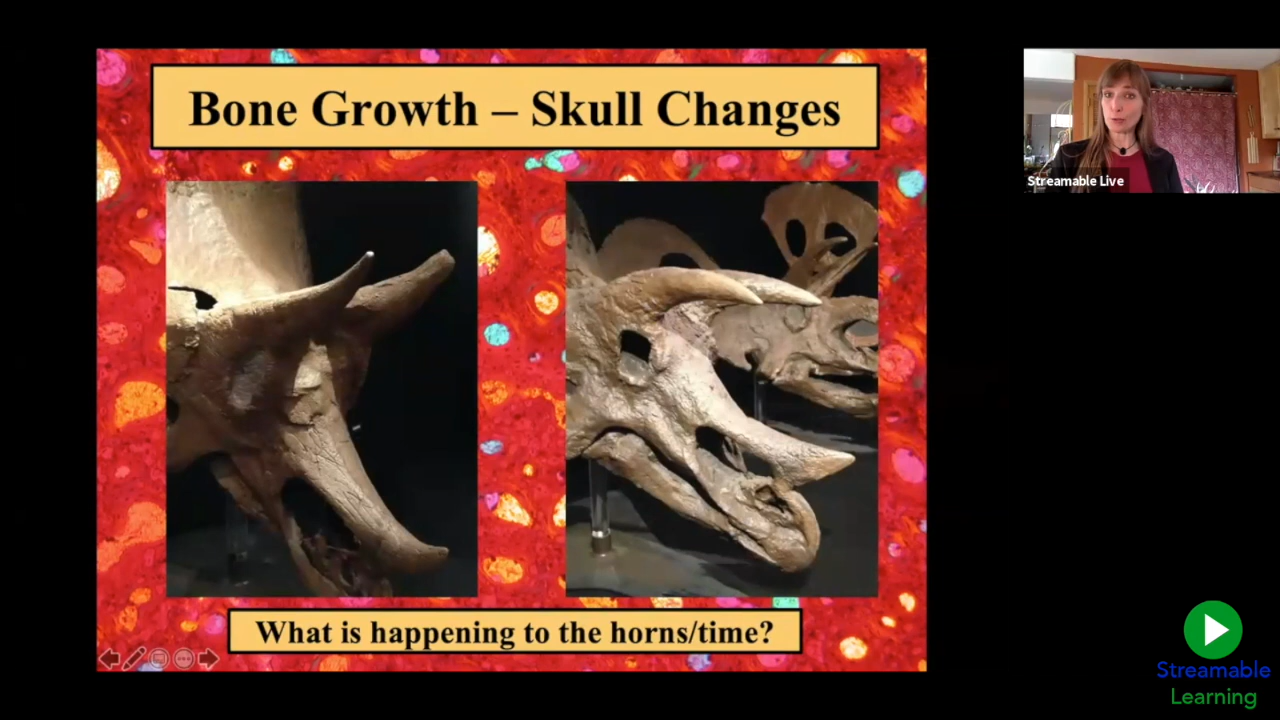 Bone Growth – Skull Changes
Streamable Live
What is happening to the horns/time?
Streamable
Learning